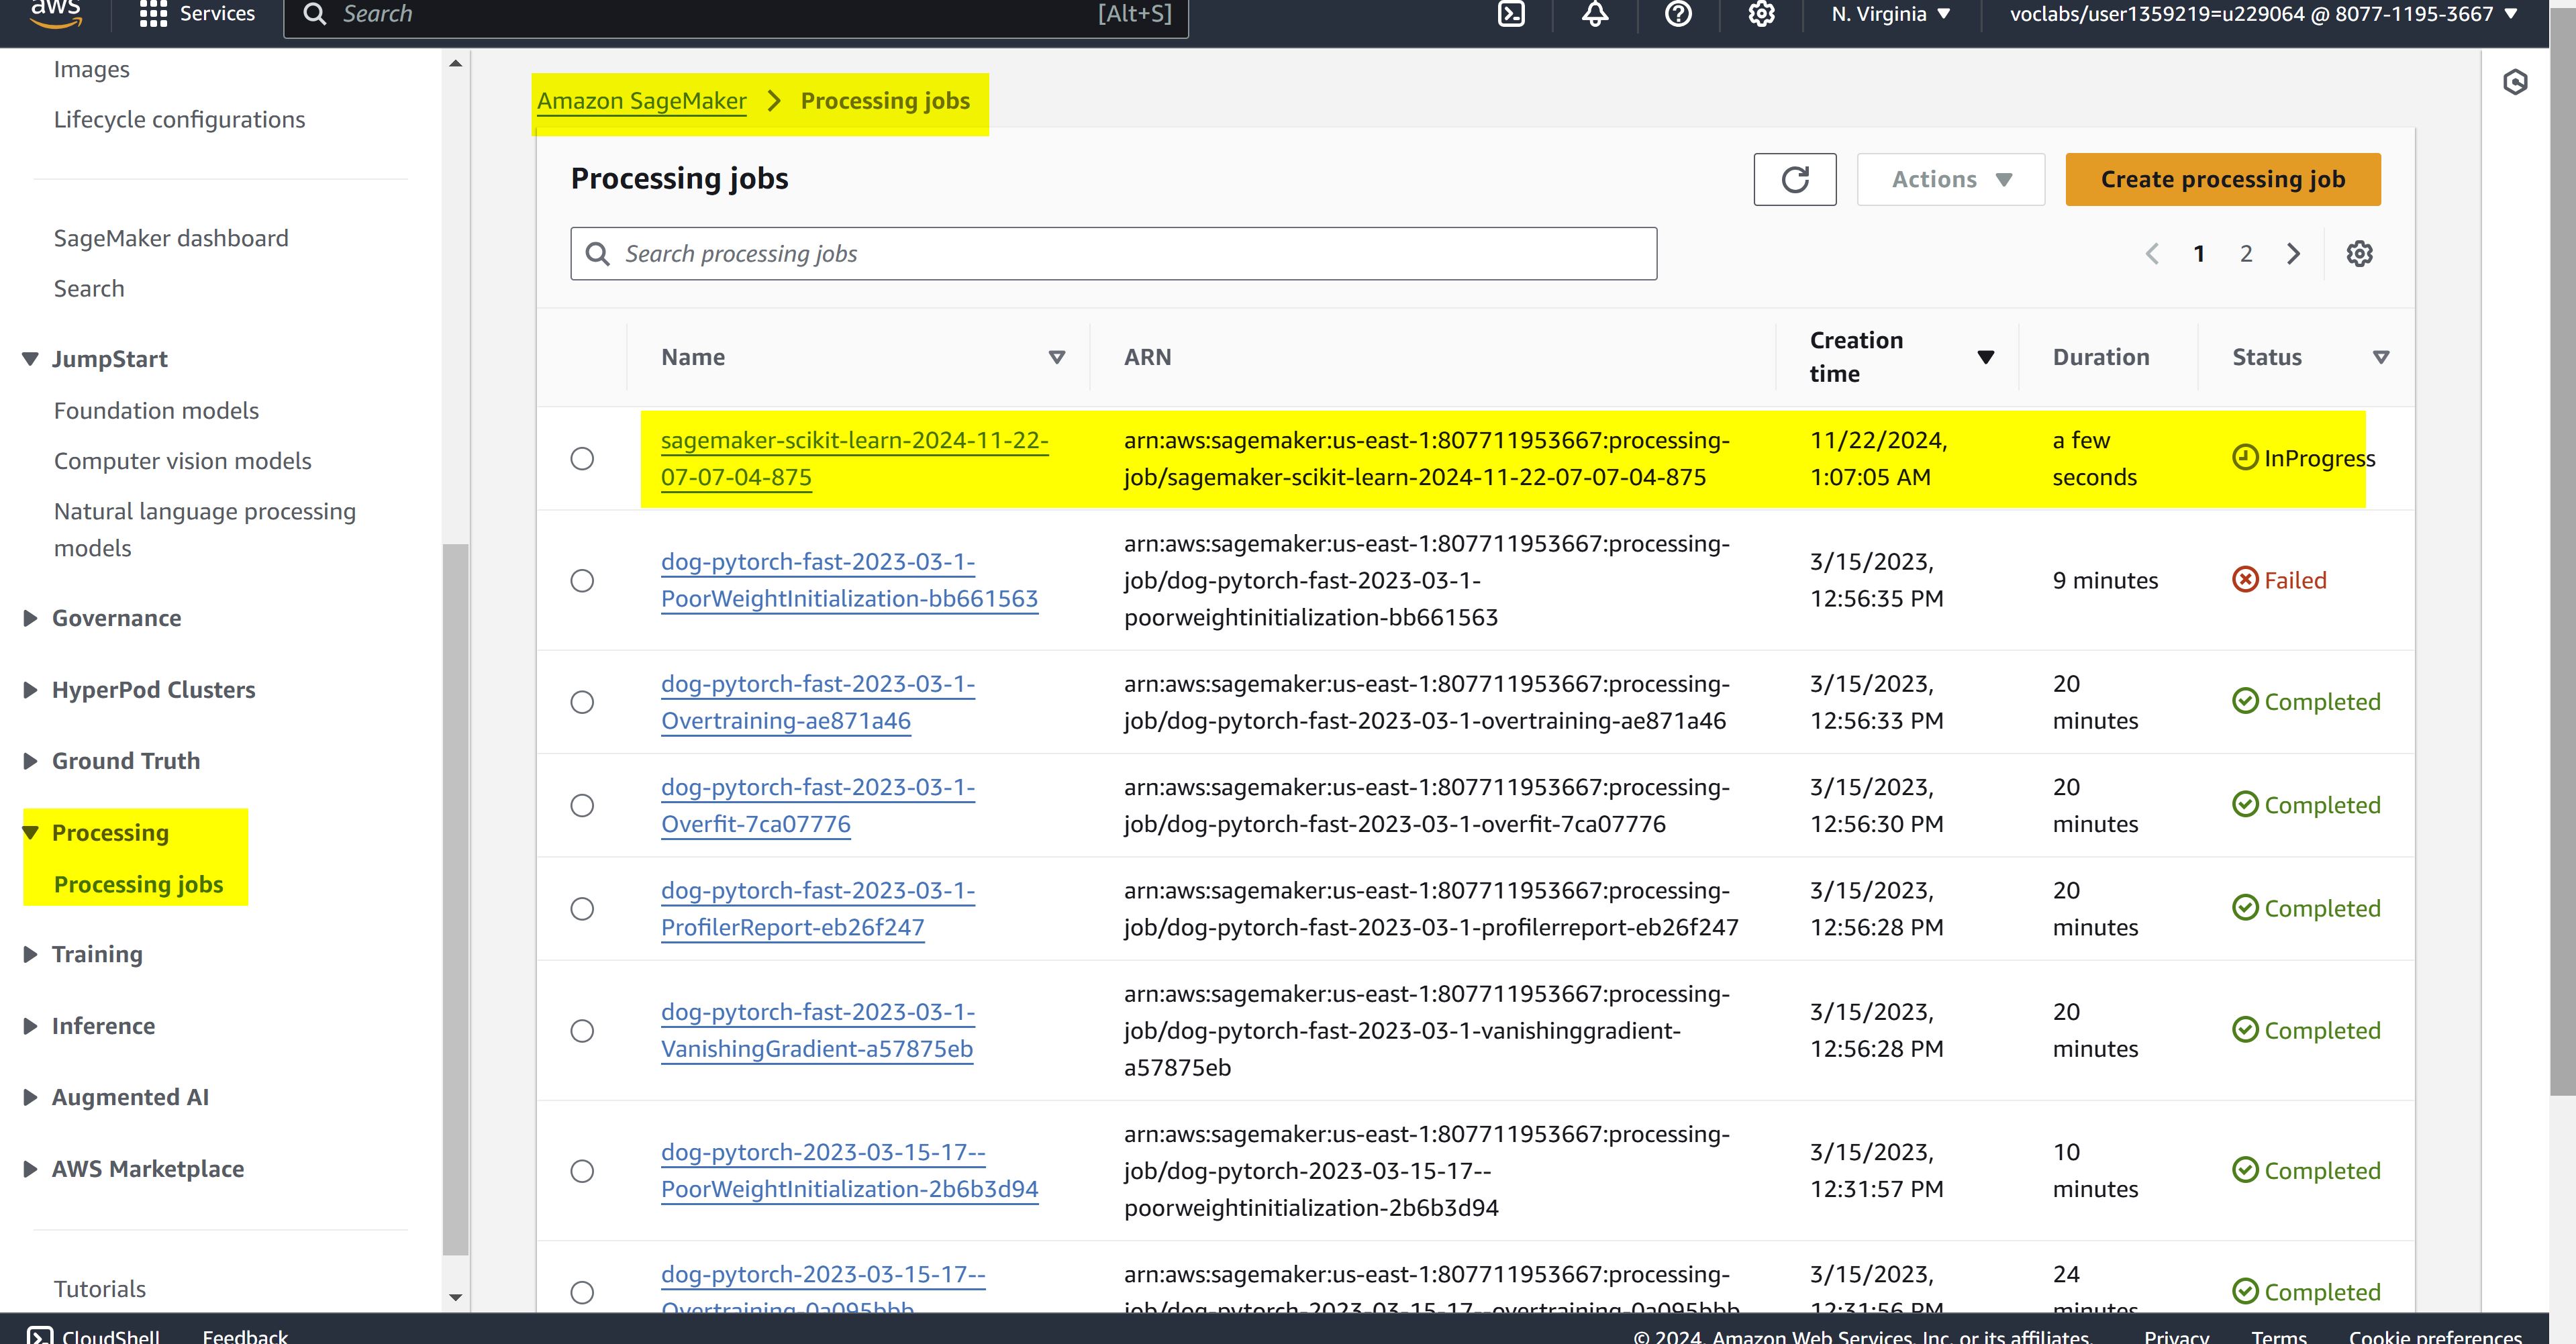 aws
Services
Search
[Alt+S]
N. Virginia
voclabs/user1359219=u229064 @ 8077-1195-3667
Images
Lifecycle configurations
SageMaker dashboard
Search
JumpStart
Foundation models
Computer vision models
Natural language processing
models
Governance
HyperPod Clusters
Ground Truth
Processing
Processing jobs
Training
Inference
Augmented AI
AWS Marketplace
Tutorials
Amazon SageMaker > Processing jobs
Processing jobs
Actions
Create processing job
Search processing jobs
1 2
Name
ARN
Creation
time
Duration
Status
sagemaker-scikit-learn-2024-11-22-
07-07-04-875
arn:aws:sagemaker:us-east-1:807711953667:processing-
job/sagemaker-scikit-learn-2024-11-22-07-07-04-875
11/22/2024,
1:07:05 AM
a few
seconds
InProgress
dog-pytorch-fast-2023-03-1-
PoorWeightInitialization-bb661563
arn:aws:sagemaker:us-east-1:807711953667:processing-
job/dog-pytorch-fast-2023-03-1-
poorweightinitialization-bb661563
3/15/2023,
12:56:35 PM
9 minutes
Failed
dog-pytorch-fast-2023-03-1-
Overtraining-ae871a46
arn:aws:sagemaker:us-east-1:807711953667:processing-
job/dog-pytorch-fast-2023-03-1-overtraining-ae871a46
3/15/2023,
12:56:33 PM
20
minutes
Completed
dog-pytorch-fast-2023-03-1-
Overfit-7ca07776
arn:aws:sagemaker:us-east-1:807711953667:processing-
job/dog-pytorch-fast-2023-03-1-overfit-7ca07776
3/15/2023,
12:56:30 PM
20
minutes
Completed
dog-pytorch-fast-2023-03-1-
ProfilerReport-eb26f247
arn:aws:sagemaker:us-east-1:807711953667:processing-
job/dog-pytorch-fast-2023-03-1-profilerreport-eb26f247
3/15/2023,
12:56:28 PM
20
minutes
Completed
dog-pytorch-fast-2023-03-1-
VanishingGradient-a57875eb
arn:aws:sagemaker:us-east-1:807711953667:processing-
job/dog-pytorch-fast-2023-03-1-vanishinggradient-
a57875eb
3/15/2023,
12:56:28 PM
20
minutes
Completed
dog-pytorch-2023-03-15-17--
PoorWeightInitialization-2b6b3d94
arn:aws:sagemaker:us-east-1:807711953667:processing-
job/dog-pytorch-2023-03-15-17--
poorweightinitialization-2b6b3d94
3/15/2023,
12:31:57 PM
10
minutes
Completed
dog-pytorch-2023-03-15-17--
Overtraining-0a095bbb
arn:aws:sagemaker:us-east-1:807711953667:processing-
job/dog-pytorch-2023-03-15-17--overtraining-0a095bbb
3/15/2023,
12:31:56 PM
24
minutes
Completed
CloudShell
Feedback
© 2024, Amazon Web Services, Inc. or its affiliates.
Privacy
Terms
Cookie preferences